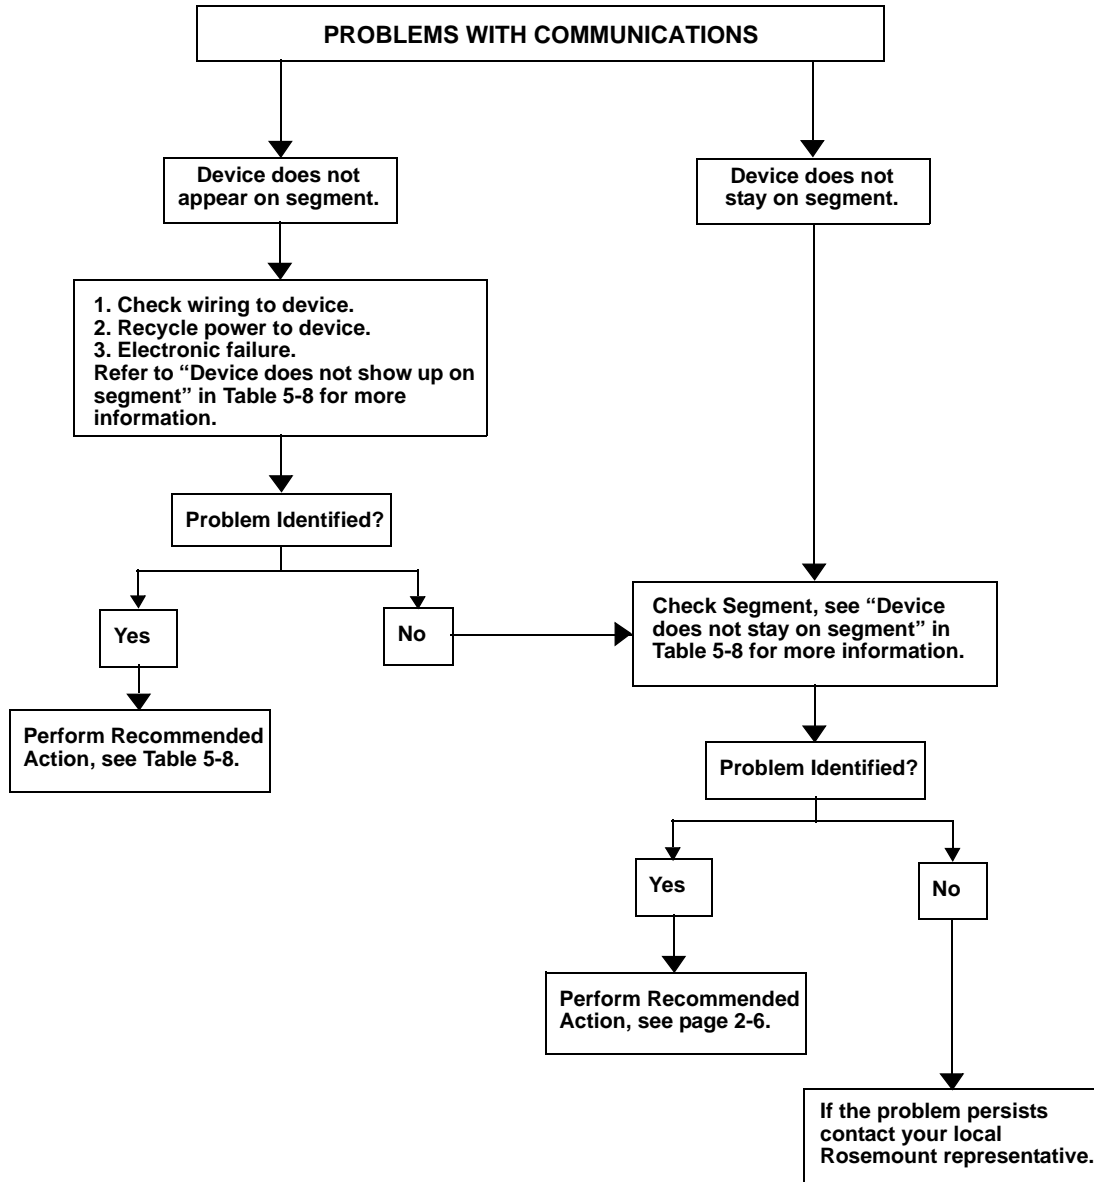 PROBLEMS WITH COMMUNICATIONS
Device does not
appear on segment.
Device does not
stay on segment.
1. Check wiring to device.
2. Recycle power to device.
3. Electronic failure.
Refer to “Device does not show up on
segment” in Table 5-8 for more
information.
Problem Identified?
Yes
No
Perform Recommended
Action, see Table 5-8.
Check Segment, see “Device
does not stay on segment” in
Table 5-8 for more information.
Problem Identified?
Yes
No
Perform Recommended
Action, see page 2-6.
If the problem persists
contact your local
Rosemount representative.